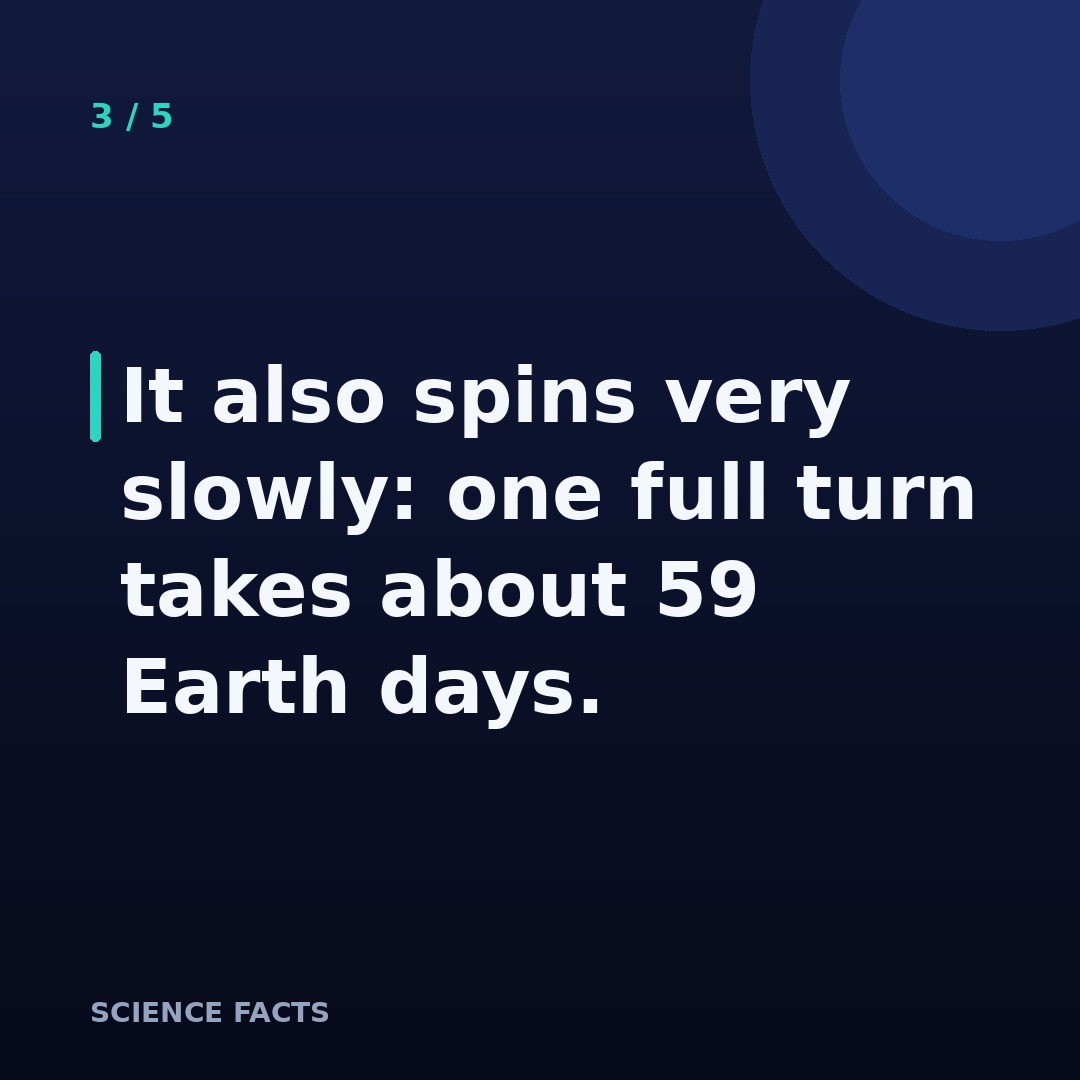 3 / 5
It also spins very
slowly: one full turn
takes about 59
Earth days.
SCIENCE FACTS